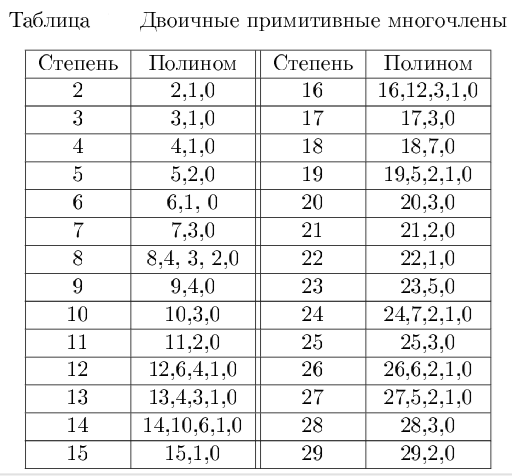 Таблица Двоичные примитивные многочлены
Степень Полином Степень Полином
2 2,1,0 16 16,12,3,1,0
3 3,1,0 17 17,3,0
4 4,1,0 18 18,7,0
5 5,2,0 19 19,5,2,1,0
6 6,1, 0 20 20,3,0
7 7,3,0 21 21,2,0
8 8,4, 3, 2,0 22 22,1,0
9 9,4,0 23 23,5,0
10 10,3,0 24 24,7,2,1,0
11 11,2,0 25 25,3,0
12 12,6,4,1,0 26 26,6,2,1,0
13 13,4,3,1,0 27 27,5,2,1,0
14 14,10,6,1,0 28 28,3,0
15 15,1,0 29 29,2,0